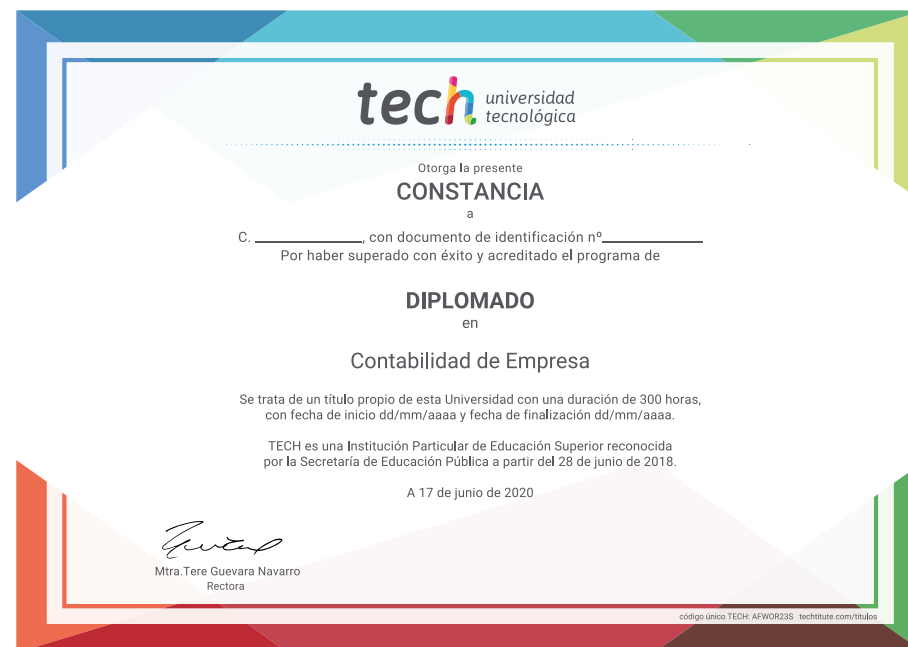 tech universidad
tecnológica
Otorga la presente
CONSTANCIA
a
C. ______________, con documento de identificación nº_____________
Por haber superado con éxito y acreditado el programa de
DIPLOMADO
en
Contabilidad de Empresa
Se trata de un título propio de esta Universidad con una duración de 300 horas,
con fecha de inicio dd/mm/aaaa y fecha de finalización dd/mm/aaaa.
TECH es una Institución Particular de Educación Superior reconocida
por la Secretaría de Educación Pública a partir del 28 de junio de 2018.
A 17 de junio de 2020
Mtra.Tere Guevara Navarro
Rectora
código único TECH: AFWOR23S techtitute.com/titulos